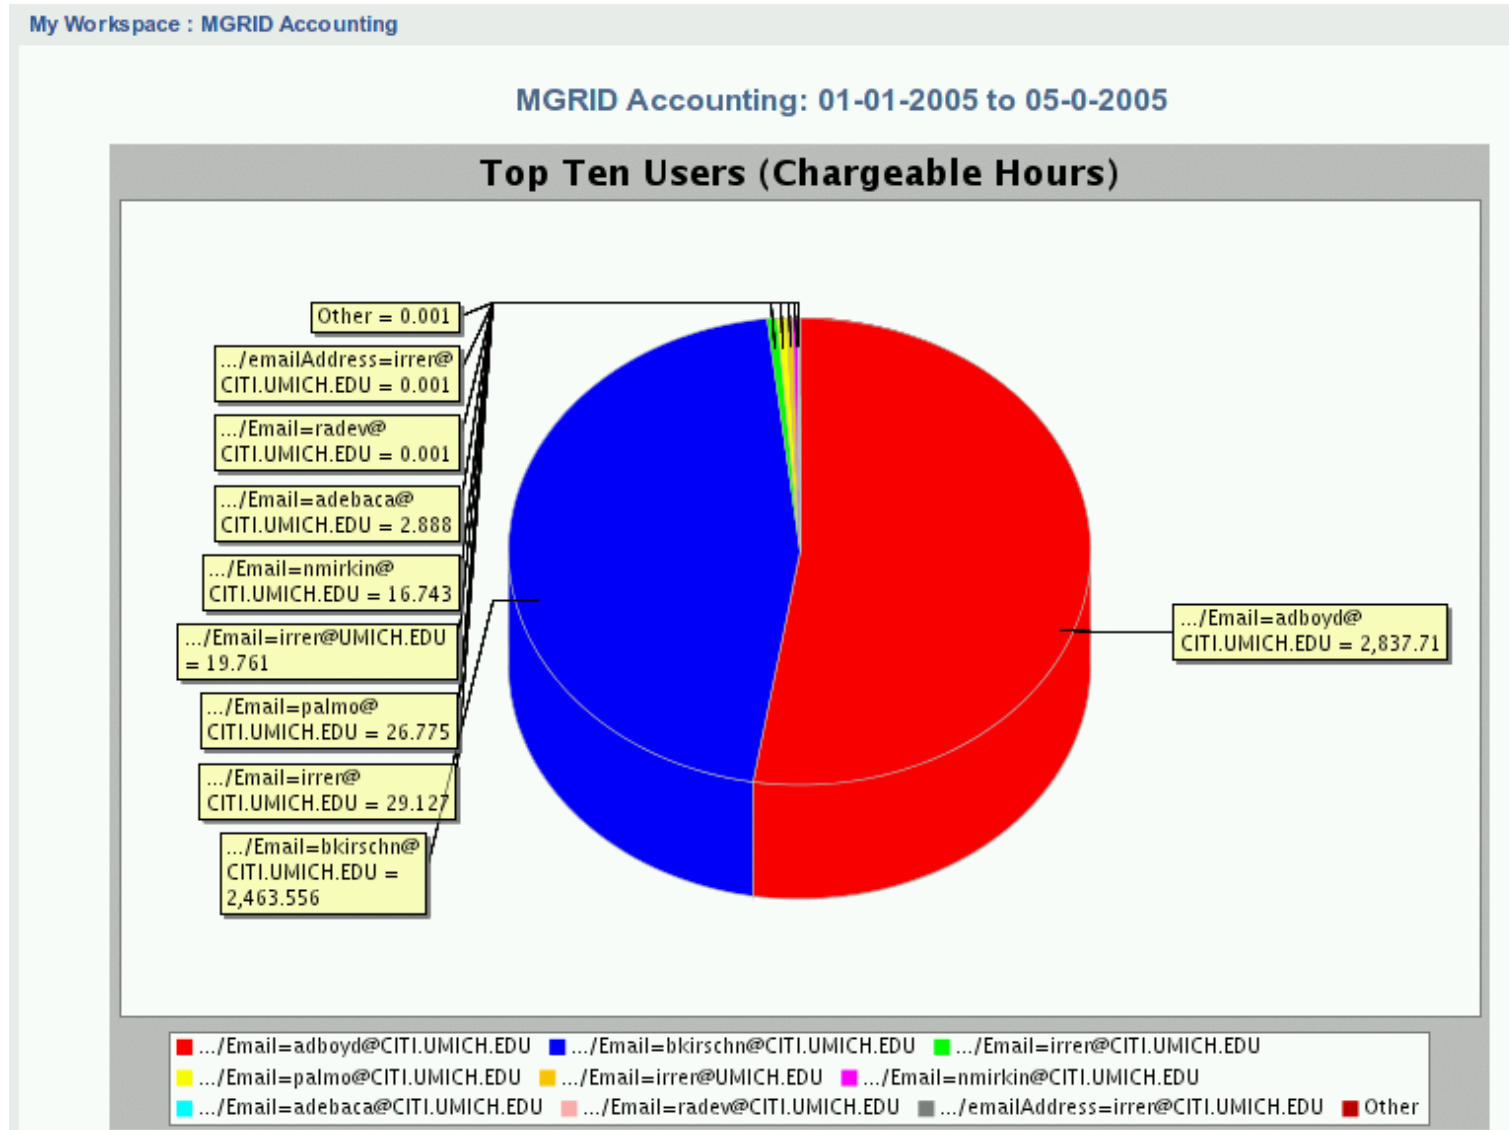 My Workspace : MGRID Accounting
MGRID Accounting: 01-01-2005 to 05-0-2005
Top Ten Users (Chargeable Hours)
Other = 0.001
.../emailAddress=irrer@
CITI.UMICH.EDU = 0.001
.../Email=radev@
CITI.UMICH.EDU = 0.001
.../Email=adebaca@
CITI.UMICH.EDU = 2.888
.../Email=nmirkin@
CITI.UMICH.EDU = 16.743
.../Email=irrer@UMICH.EDU
= 19.761
.../Email=palmo@
CITI.UMICH.EDU = 26.775
.../Email=irrer@
CITI.UMICH.EDU = 29.127
.../Email=bkirschn@
CITI.UMICH.EDU =
2,463.556
.../Email=adboyd@
CITI.UMICH.EDU = 2,837.71
.../Email=adboyd@CITI.UMICH.EDU .../Email=bkirschn@CITI.UMICH.EDU .../Email=irrer@CITI.UMICH.EDU
.../Email=palmo@CITI.UMICH.EDU .../Email=irrer@UMICH.EDU .../Email=nmirkin@CITI.UMICH.EDU
.../Email=adebaca@CITI.UMICH.EDU .../Email=radev@CITI.UMICH.EDU .../emailAddress=irrer@CITI.UMICH.EDU Other